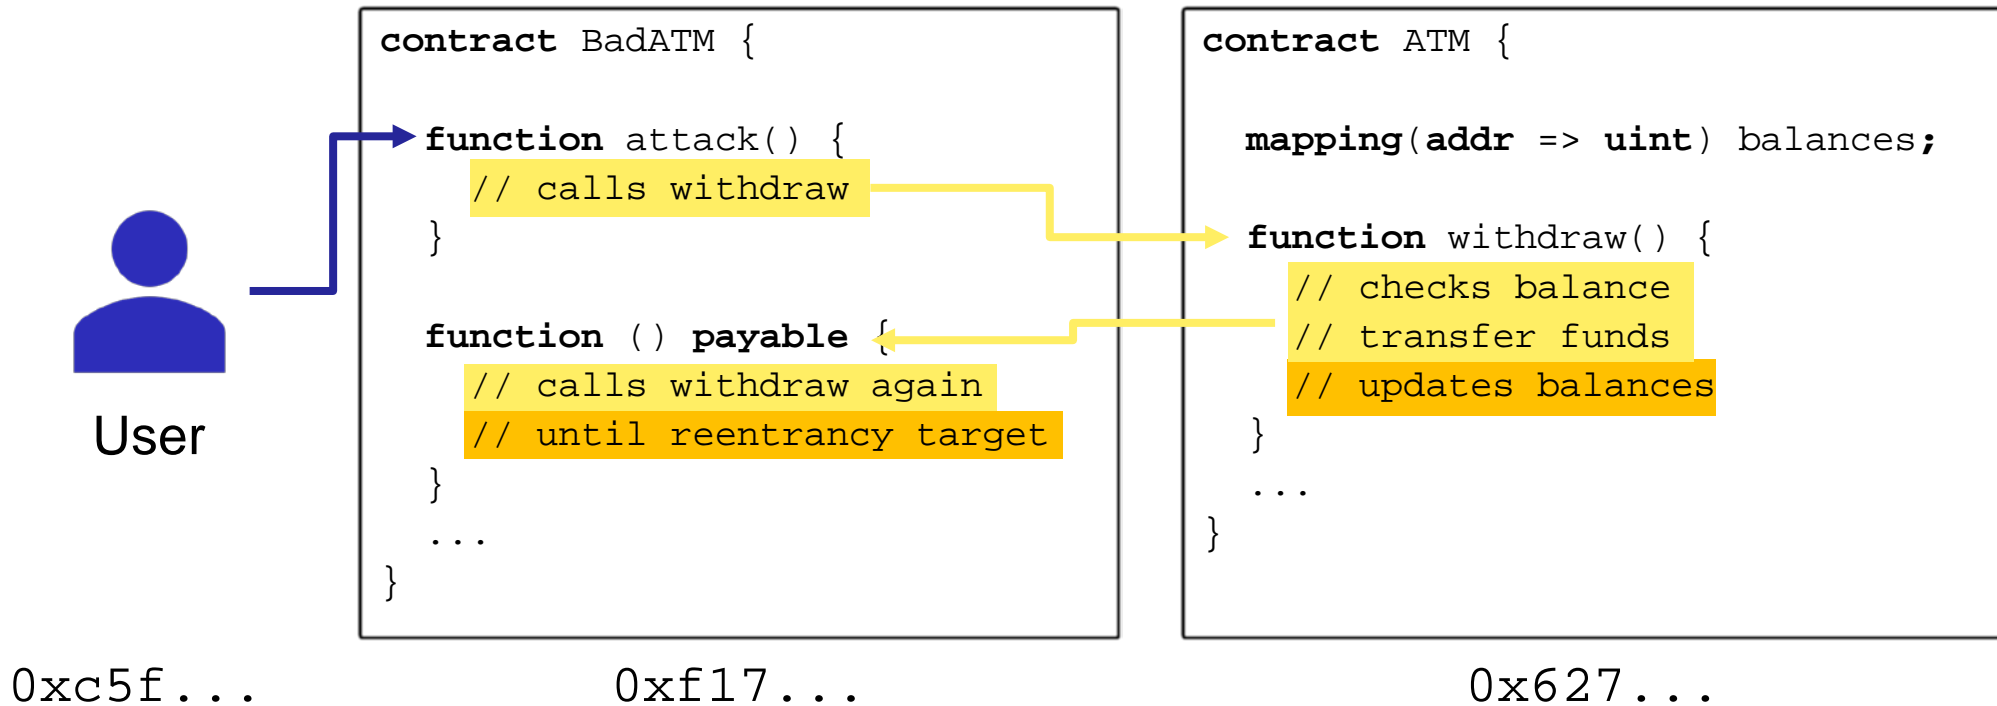 User
0xc5f...
contract BadATM {
function attack() {
// calls withdraw
}
function () payable {
// calls withdraw again
// until reentrancy target
}
...
}
0xf17...
contract ATM {
mapping(addr => uint) balances;
function withdraw() {
// checks balance
// transfer funds
// updates balances
}
...
}
0x627...